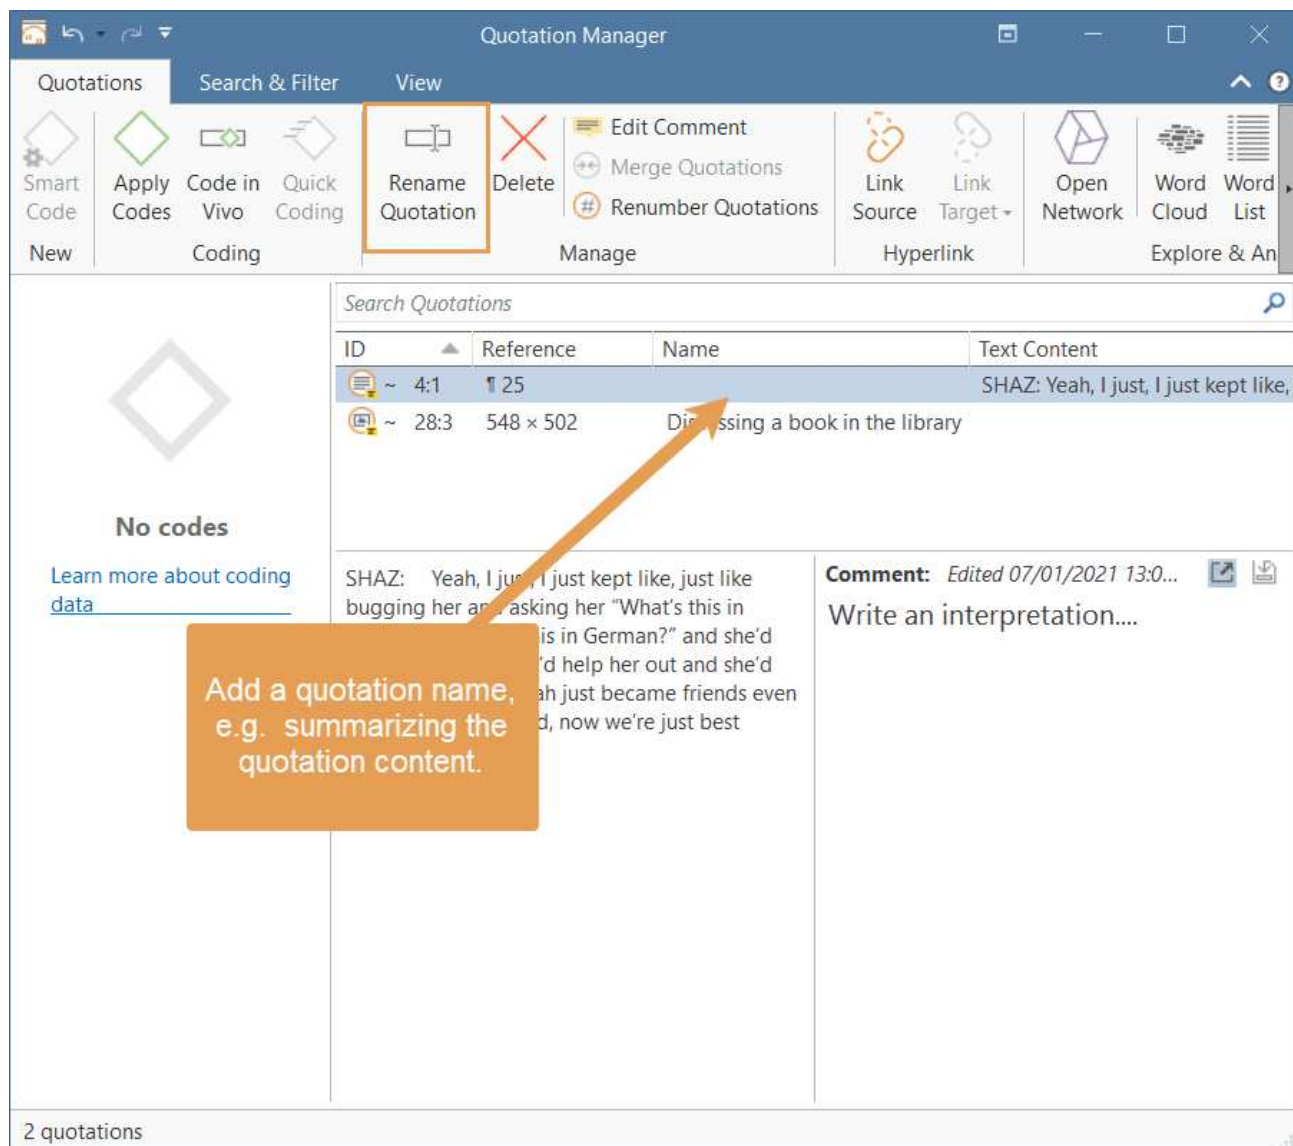 Quotation Manager
Quotations Search & Filter View
Smart Code
Apply Codes
Code in Vivo
Quick Coding
Rename Quotation
Delete
Edit Comment
Merge Quotations
Renumber Quotations
Link Source
Link Target
Open Network
Word Cloud
Word List
New Coding Manage Hyperlink Explore & An
Search Quotations
ID Reference Name Text Content
~ 4:1 ¶ 25 SHAZ: Yeah, I just, I just kept like,
~ 28:3 548 × 502 ssing a book in the library
No codes
Learn more about coding
data
SHAZ: Yeah, I just kept like, just like
bugging her asking her “What's this in
is in German?” and she'd
'd help her out and she'd
ah just became friends even
d, now we're just best
Comment: Edited 07/01/2021 13:0...
Write an interpretation....
Add a quotation name,
e.g. summarizing the
quotation content.
2 quotations